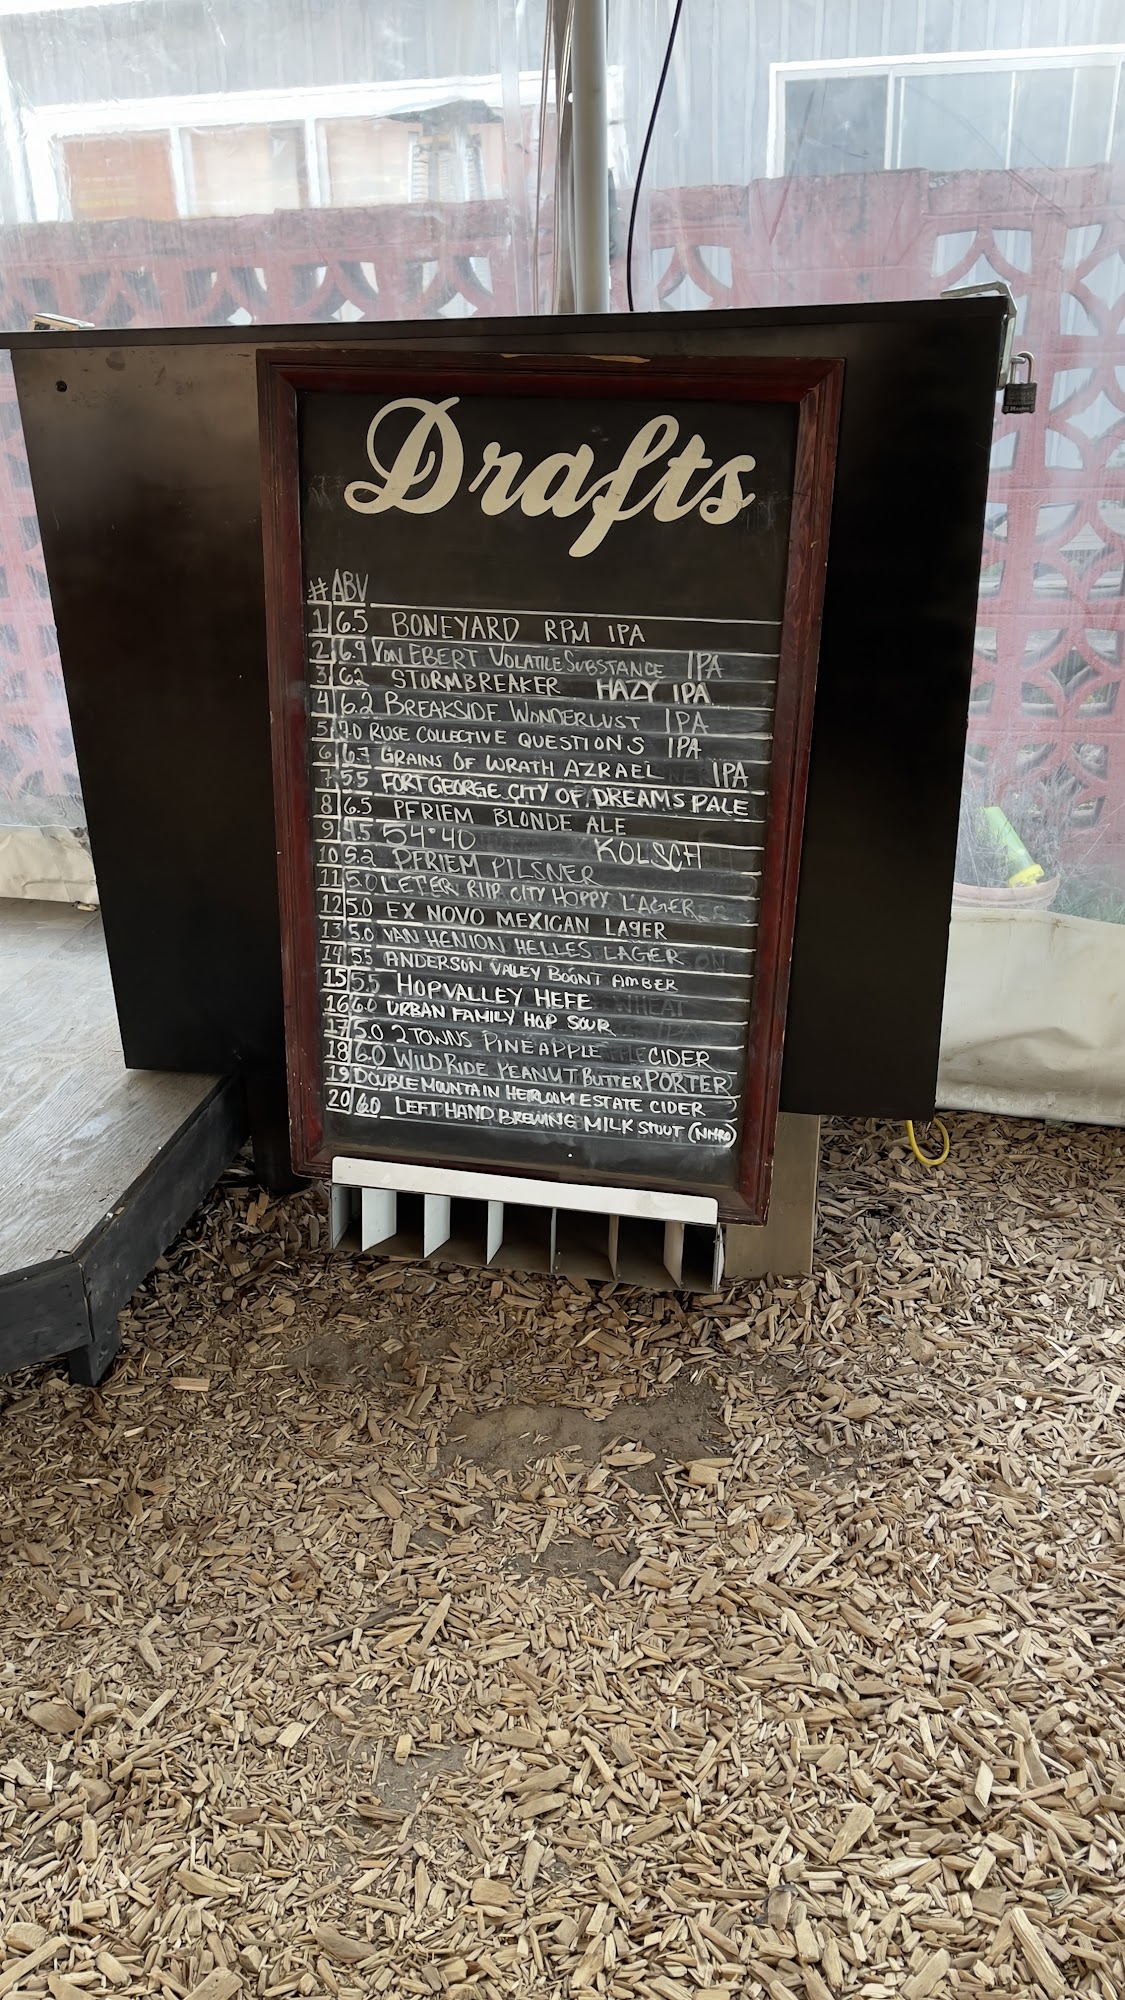 Drafts
# ABV
1 6.5 BONEYARD RPM IPA
2 6.9 VON EBERT VOLATILE SUBSTANCE IPA
3 62 STORMBREAKER HAZY IPA
4 6.2 BREAKSIDE WONDERLUST IPA
5 7.0 RUSE COLLECTIVE QUESTIONS IPA
6 6.7 GRAINS OF WRATH AZRAEL IPA
7 5.5 FORT GEORGE CITY OF DREAMS PALE
8 6.5 PFRIEM BLONDE ALE
9 4.5 54°40 KOLSCH
10 5.2 PFRIEM PILSNER
11 5.0 LETER RIIP CITY HOPPY LAGER
12 5.0 EX NOVO MEXICAN LAGER
13 5.0 VAN HENION HELLES LAGER
14 55 ANDERSON VALLEY BOONT AMBER
15 5.5 HOPVALLEY HEFE
16 6.0 URBAN FAMILY HOP SOUR
17 5.0 2 TOWNS PINEAPPLE CIDER
18 6.0 WILD RIDE PEANUT BUTTER PORTER
19 DOUBLE MOUNTAIN HEIRLOOM ESTATE CIDER
20 6.0 LEFT HAND BREWING MILK STOUT (NITRO)